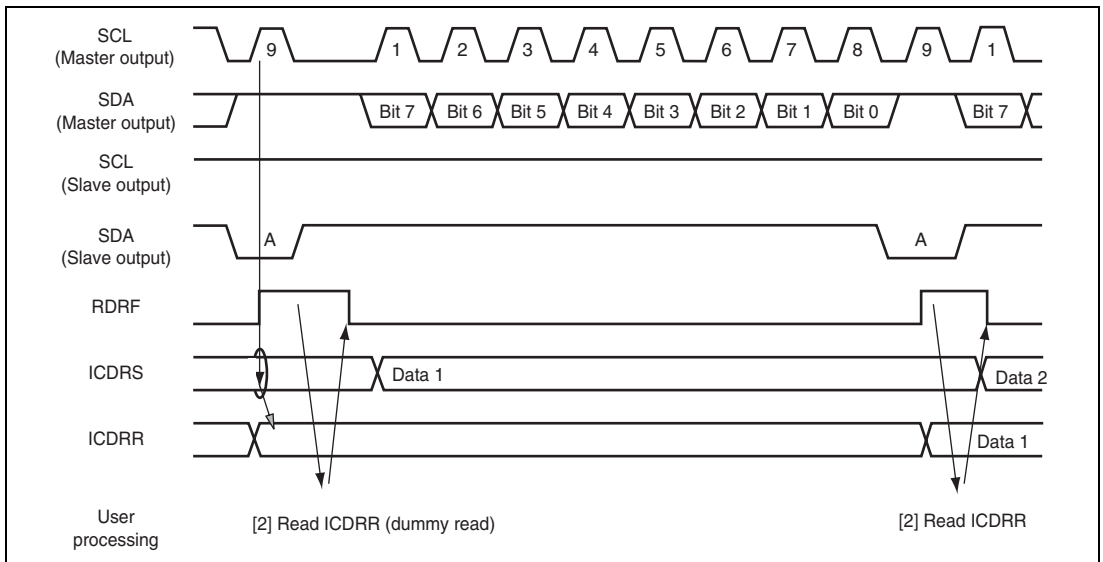 SCL
(Master output)
9 1 2 3 4 5 6 7 8 9 1
SDA
(Master output)
Bit 7 Bit 6 Bit 5 Bit 4 Bit 3 Bit 2 Bit 1 Bit 0 Bit 7
SCL
(Slave output)
SDA
(Slave output)
A A
RDRF
ICDRS
Data 1 Data 2
ICDRR
Data 1
User
processing
[2] Read ICDRR (dummy read) [2] Read ICDRR